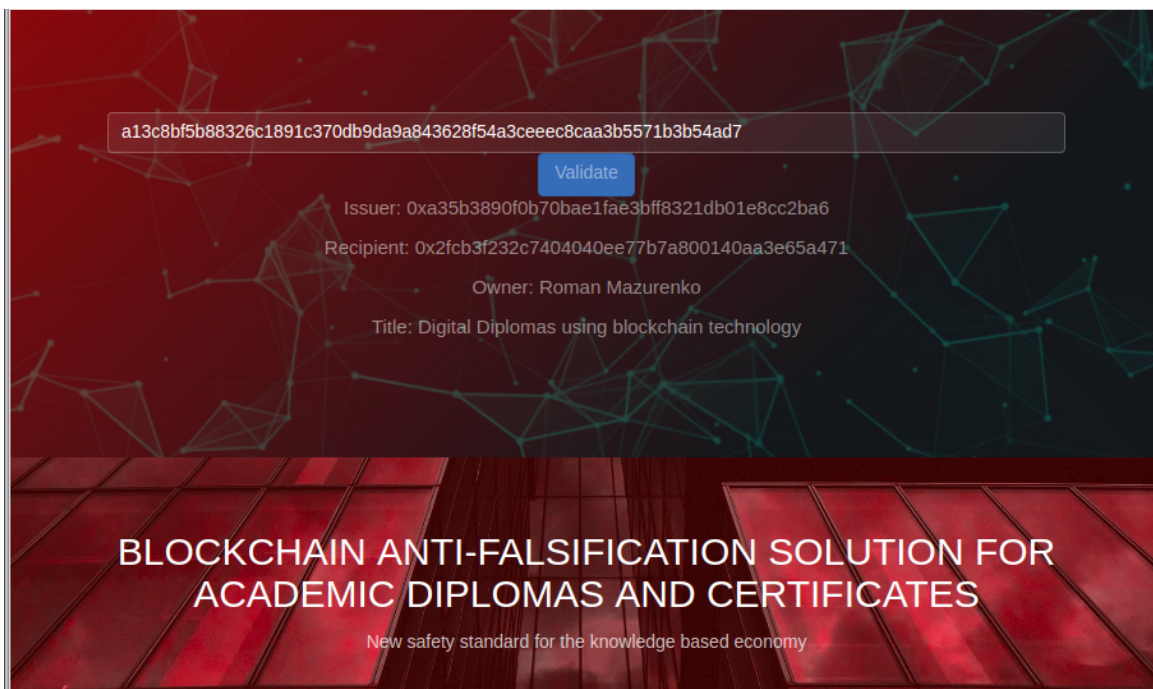 a13c8bf5b88326c1891c370db9da9a843628f54a3ceeec8caa3b5571b3b54ad7
Validate
Issuer: 0xa35b3890f0b70bae1fae3bff8321db01e8cc2ba6
Recipient: 0x2fcb3f232c7404040ee77b7a800140aa3e65a471
Owner: Roman Mazurenko
Title: Digital Diplomas using blockchain technology
BLOCKCHAIN ANTI-FALSIFICATION SOLUTION FOR
ACADEMIC DIPLOMAS AND CERTIFICATES
New safety standard for the knowledge based economy